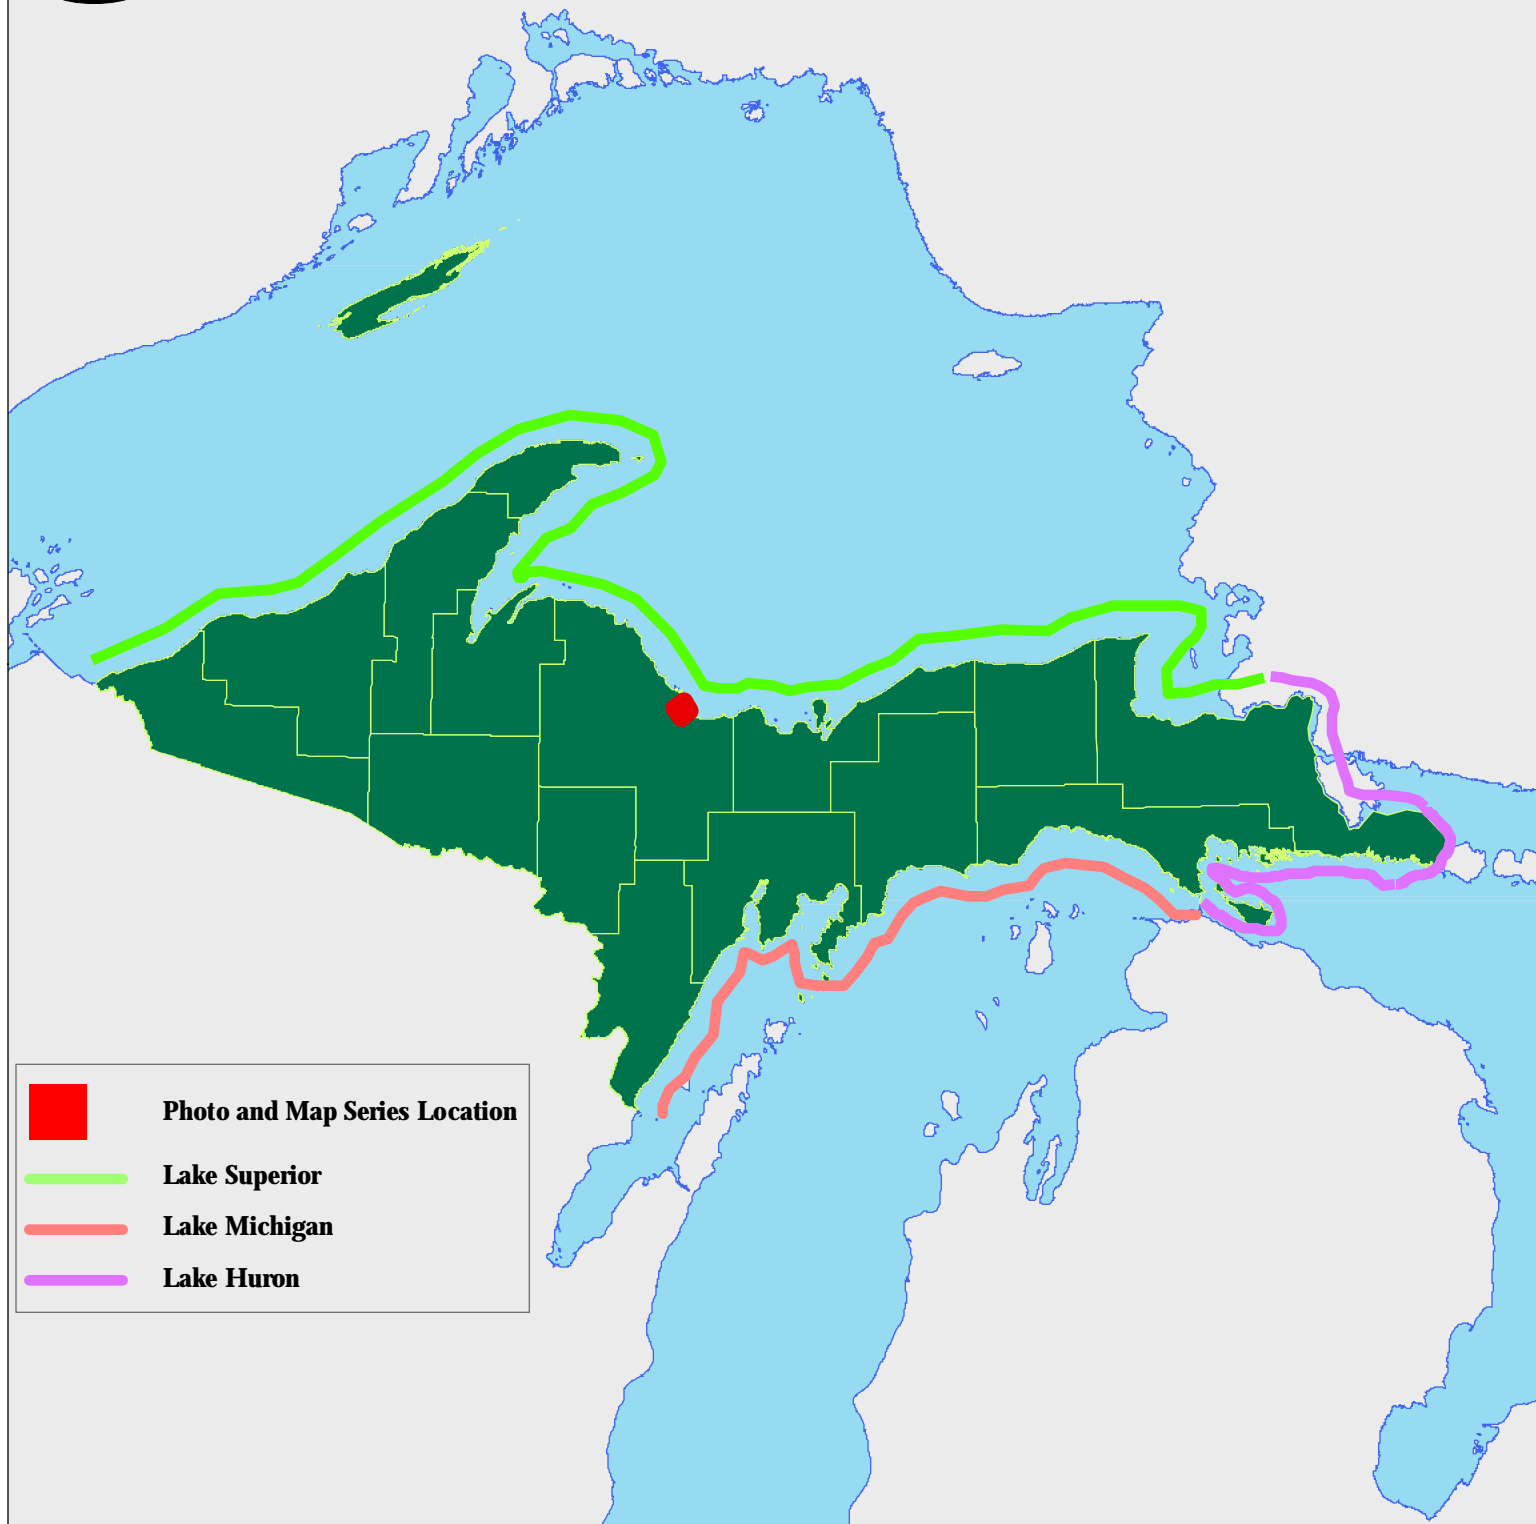 Photo and Map Series Location
Lake Superior
Lake Michigan
Lake Huron